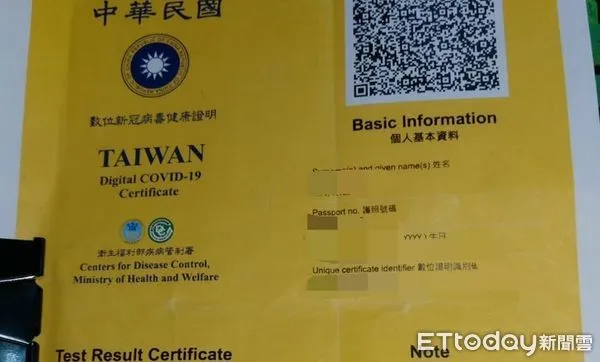 中華民國
數位新冠病毒健康證明
TAIWAN
Digital COVID-19
Certificate
衛生福利部疾病管制署
Centers for Disease Control,
Ministry of Health and Welfare
Test Result Certificate
Basic Information
個人基本資料
and given name(s) 姓名
Passport no. 護照號碼
YYYY)
Unique certificate identifier 數位證明識別
Note
ETtoday新聞雲